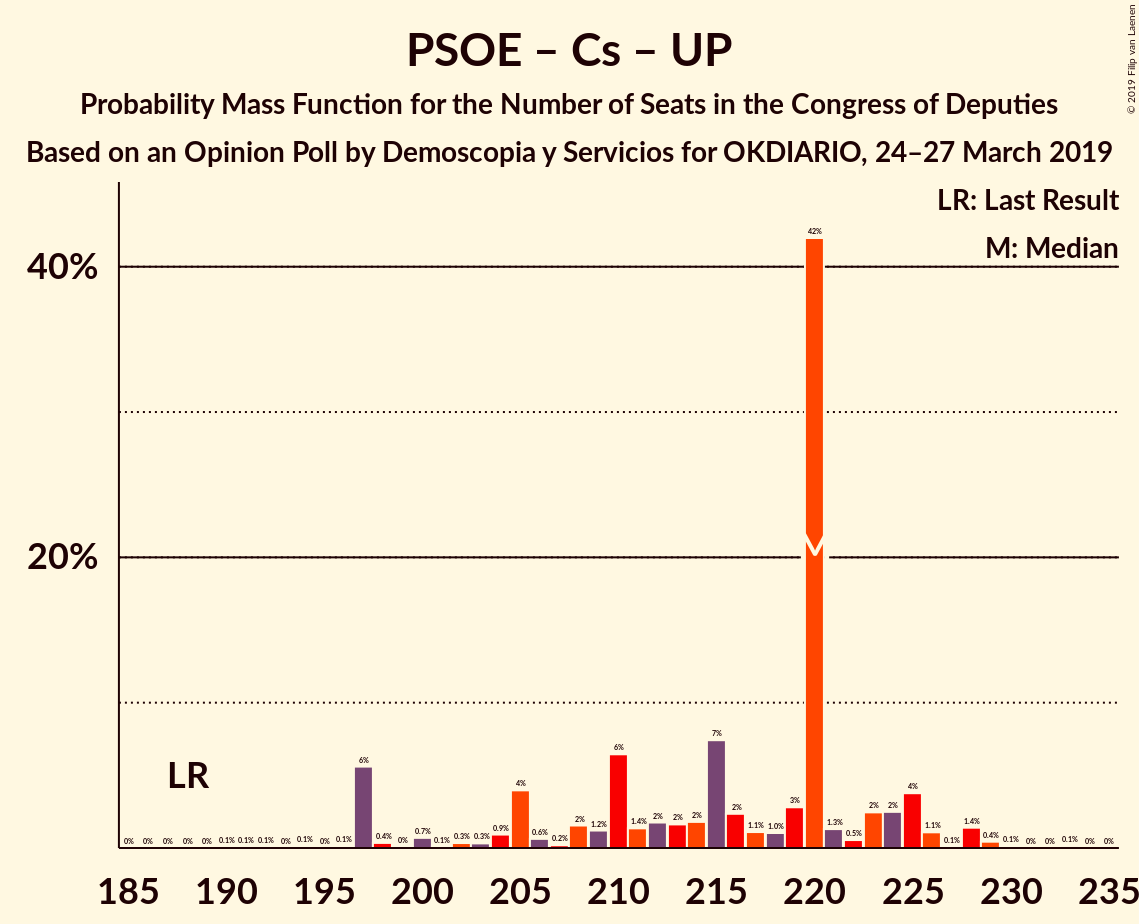 PSOE – Cs – UP
Probability Mass Function for the Number of Seats in the Congress of Deputies
Based on an Opinion Poll by Demoscopia y Servicios for OKDIARIO, 24–27 March 2019
© 2019 Filip van Laenen
LR: Last Result
M: Median
40%
20%
LR
M
0% 0% 0% 0% 0% 0.1% 0.1% 0.1% 0% 0.1% 0% 0.1% 6% 0.4% 0% 0.7% 0.1% 0.3% 0.3% 0.9% 4% 0.6% 0.2% 2% 1.2% 6% 1.4% 2% 2% 2% 7% 2% 1.1% 1.0% 3% 42% 1.3% 0.5% 2% 2% 4% 1.1% 0.1% 1.4% 0.4% 0.1% 0% 0% 0.1% 0% 0%
185 190 195 200 205 210 215 220 225 230 235